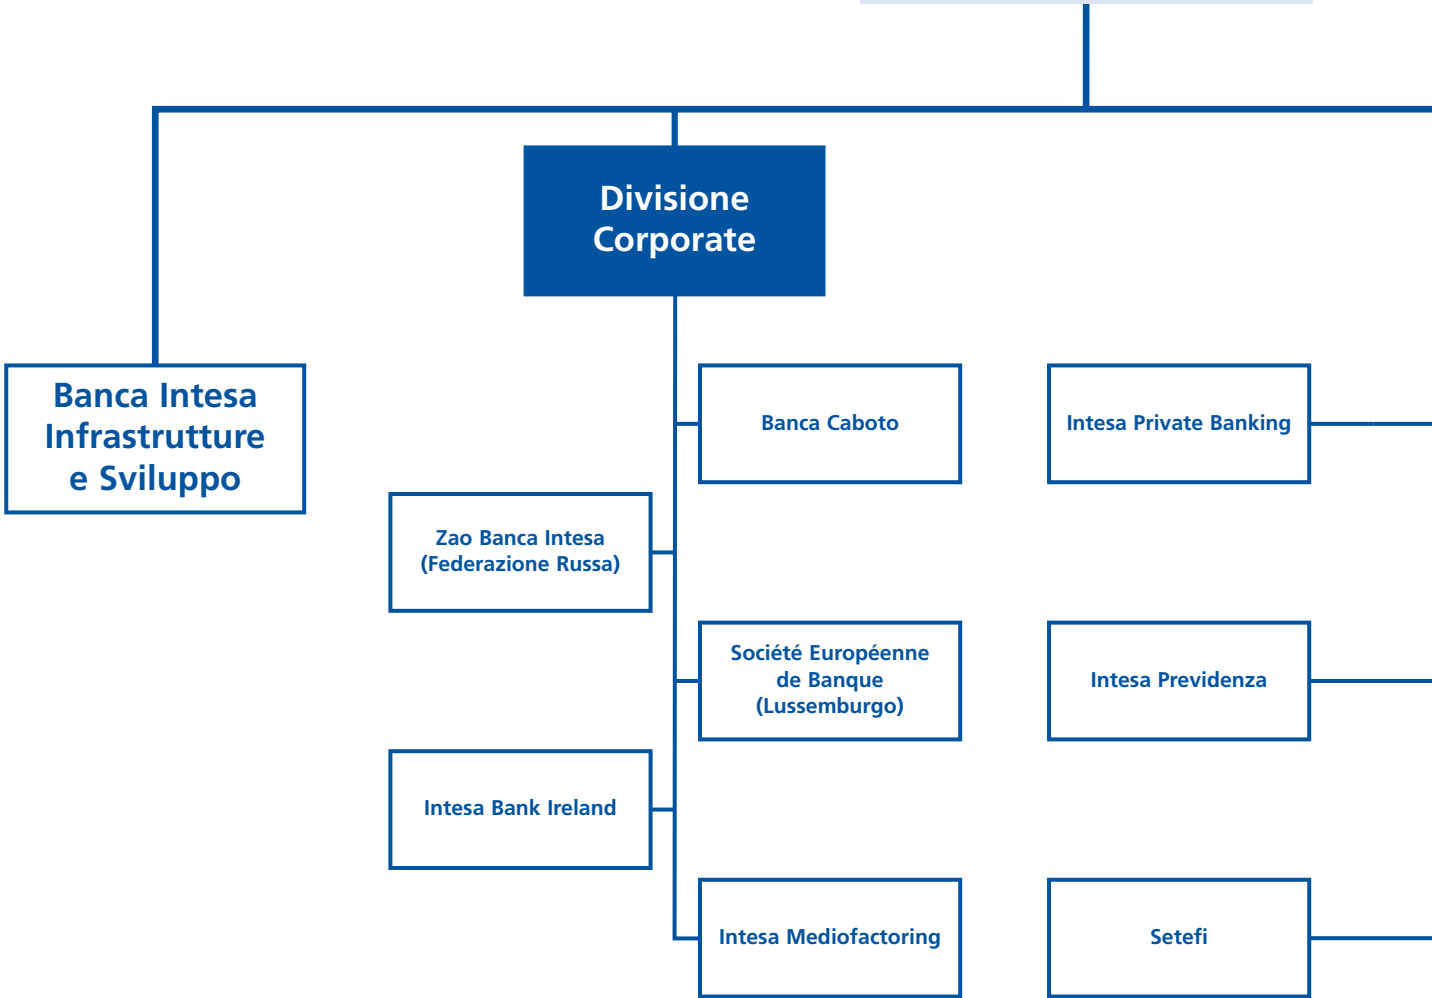 Divisione
Corporate
Banca Intesa
Infrastrutture
e Sviluppo
Banca Caboto
Intesa Private Banking
Zao Banca Intesa
(Federazione Russa)
Société Européenne
de Banque
(Lussemburgo)
Intesa Previdenza
Intesa Bank Ireland
Intesa Mediofactoring
Setefi